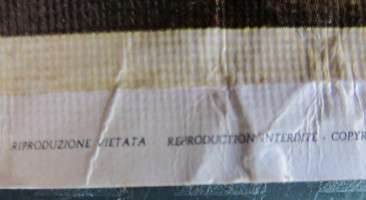 RIPRODUZIONE VIETATA REPRODUCTION INTERDITE - COPYR